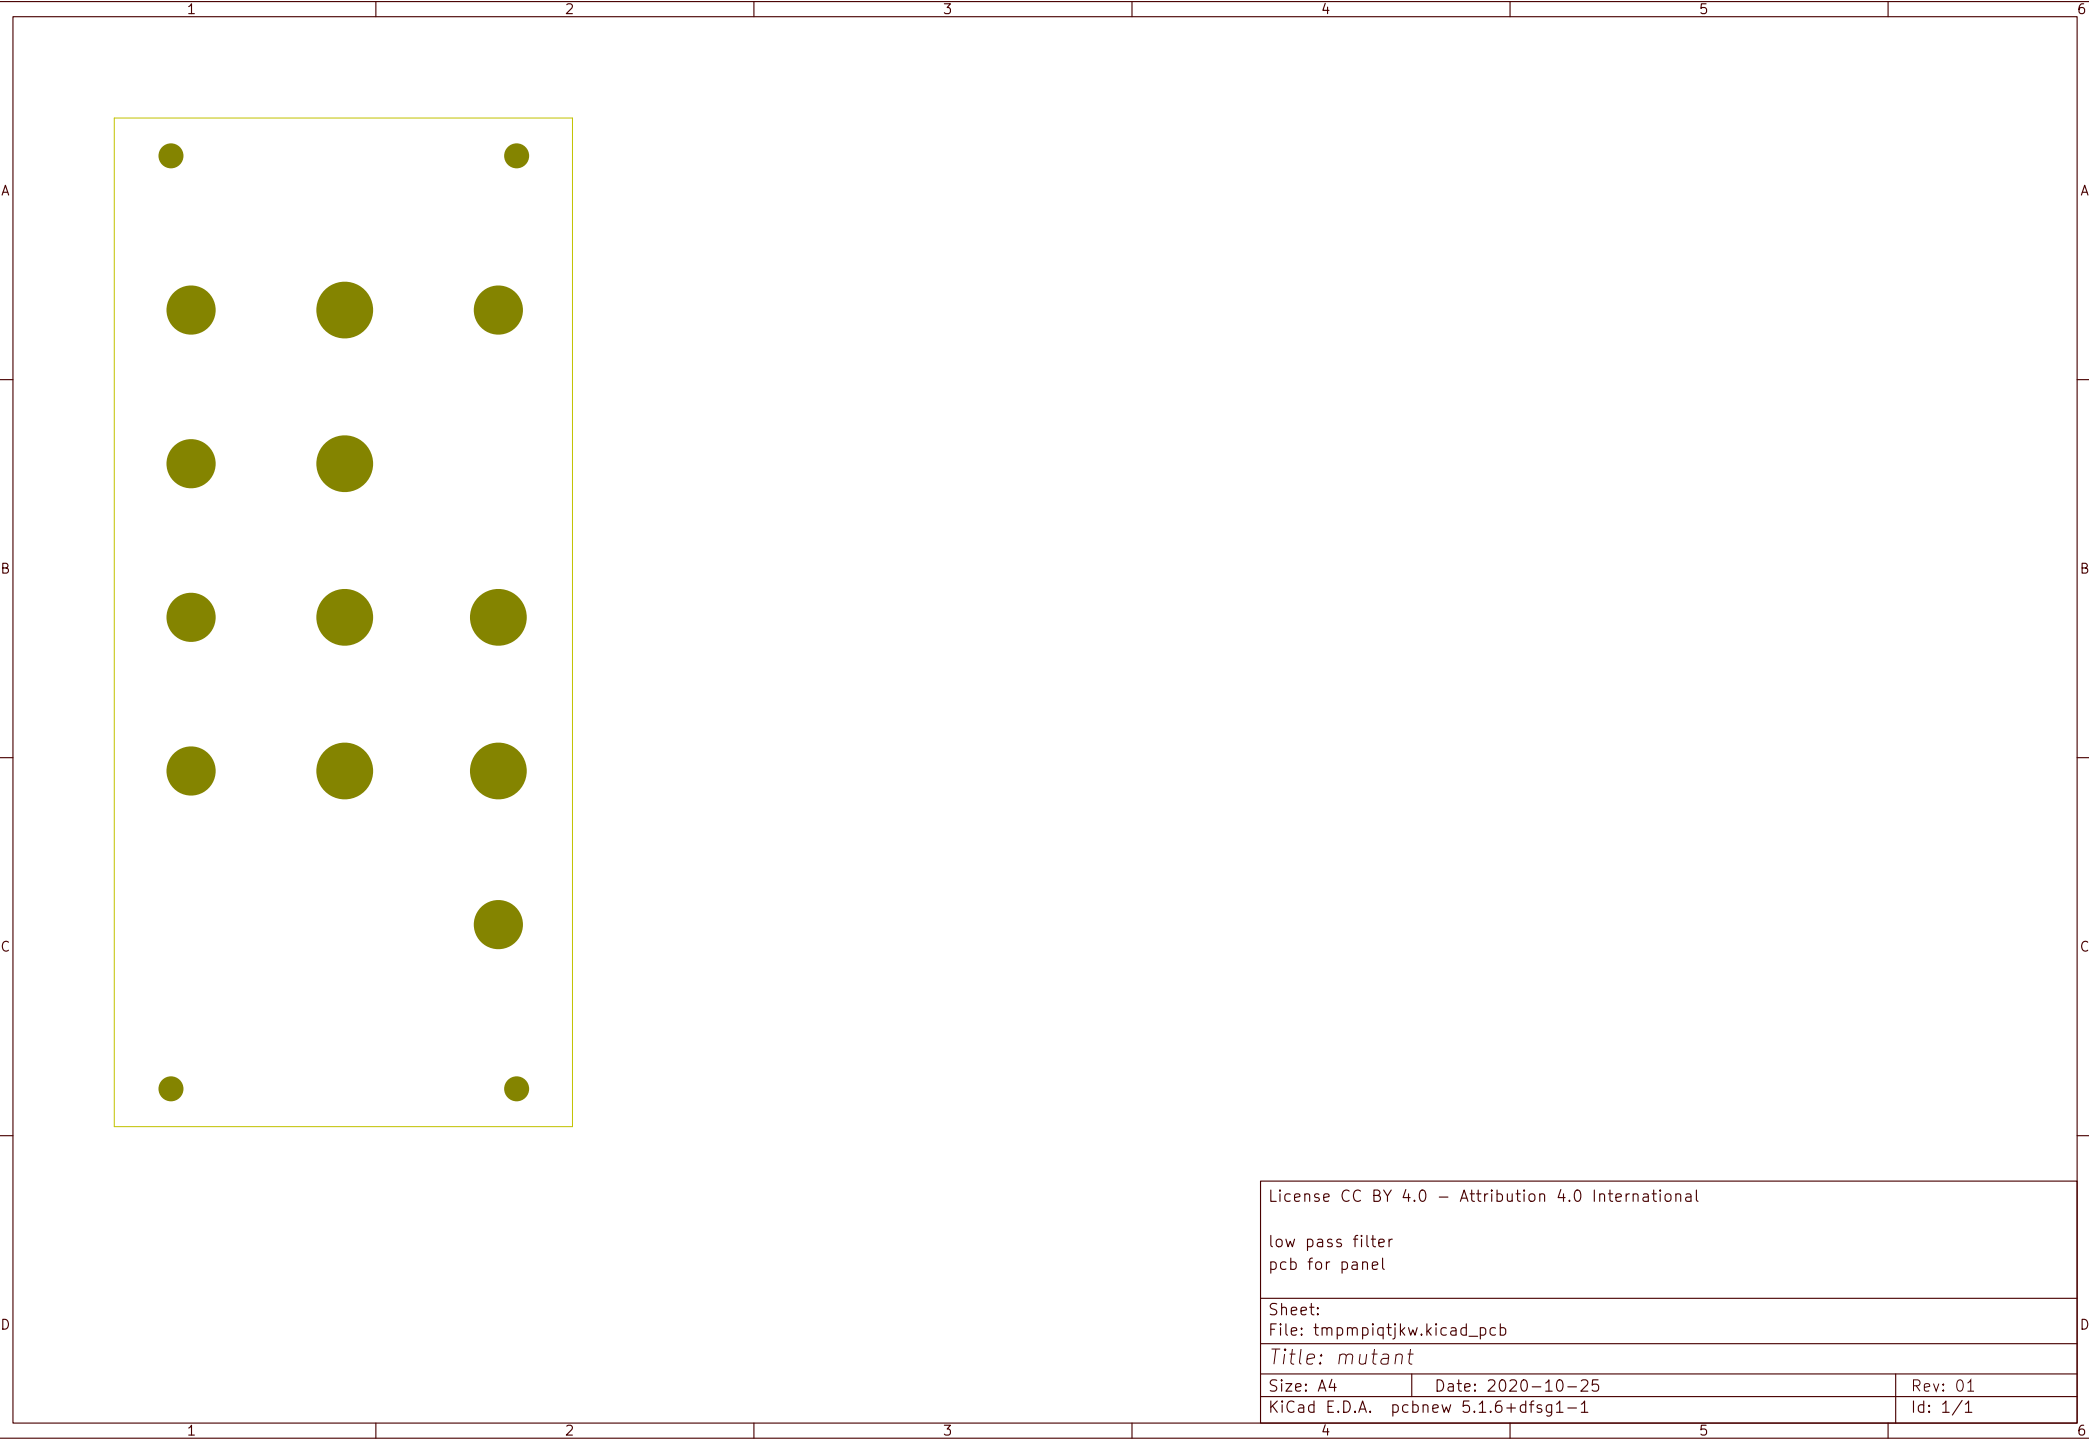 1 2 3 4 5 6
A A
B B
C C
D D
License CC BY 4.0 – Attribution 4.0 International
low pass filter
pcb for panel
Sheet:
File: tmpmpiqtjkw.kicad_pcb
Title: mutant
Size: A4 Date: 2020–10–25 Rev: 01
KiCad E.D.A. pcbnew 5.1.6+dfsg1–1 Id: 1/1
1 2 3 4 5 6